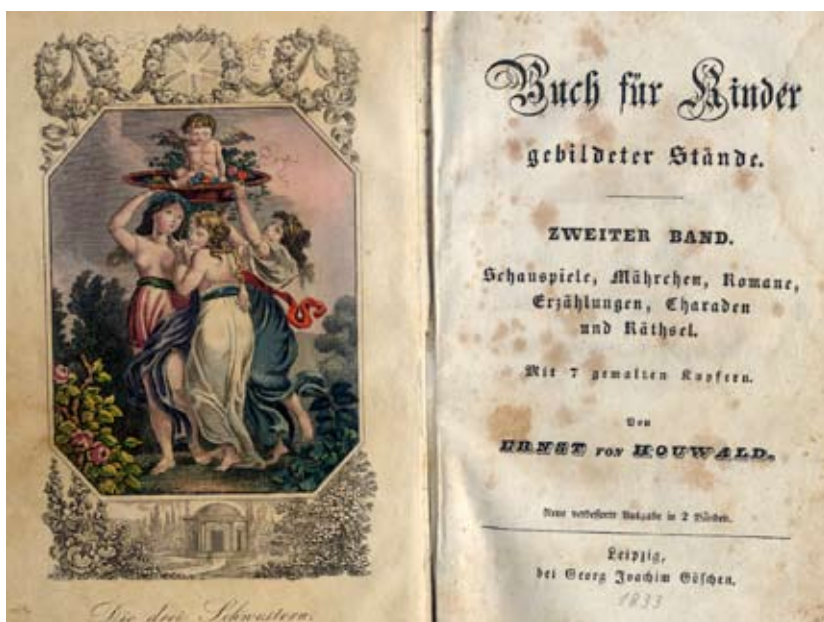 Die drei Schwestern.
Buch für Kinder
gebildeter Stände.
ZWEITER BAND.
Schauspiele, Mährchen, Romane,
Erzählungen, Charaden
und Räthsel.
Mit 7 gemalten Kupfern.
Von
ERNST VON HOUWALD.
Neue verbesserte Ausgabe in 2 Bänden.
Leipzig,
bei Georg Joachim Göschen.
1833